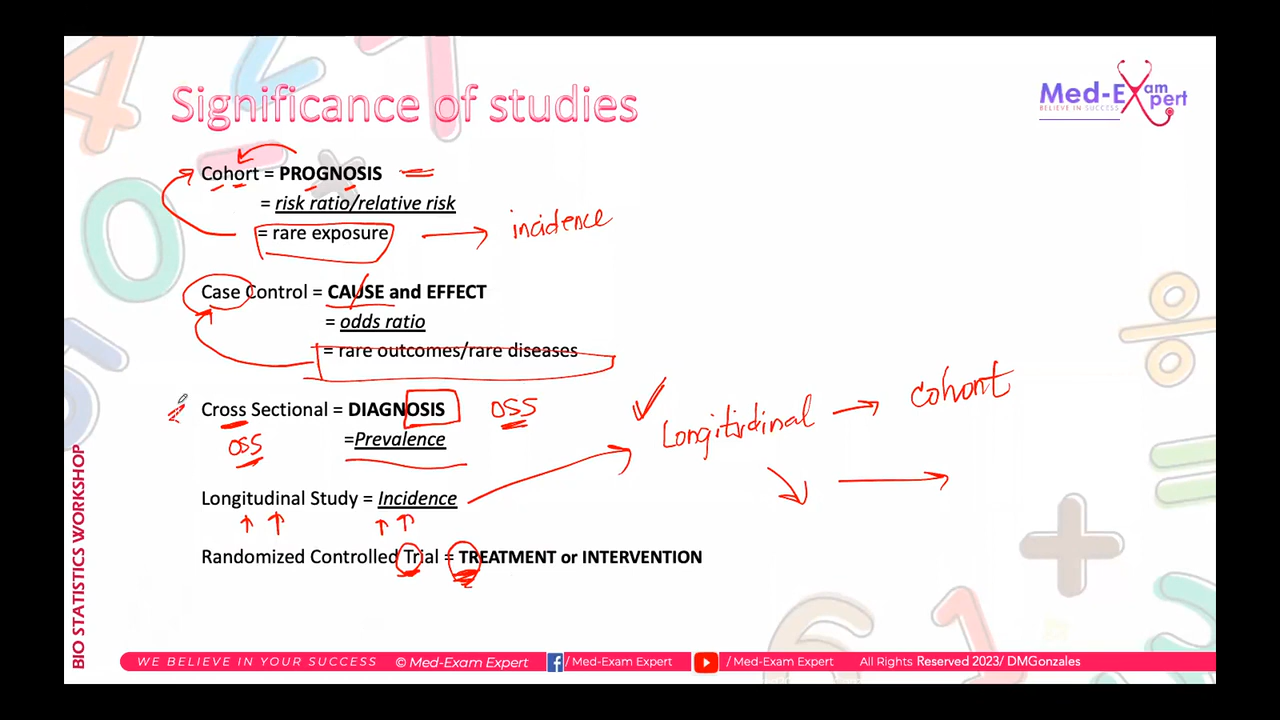 Significance of studies
Med-Exam Expert
BELIEVE IN SUCCESS
Cohort = PROGNOSIS
= risk ratio/relative risk
= rare exposure
incidence
Case Control = CAUSE and EFFECT
= odds ratio
= rare outcomes/rare diseases
Cross Sectional = DIAGNOSIS
OSS
OSS
=Prevalence
Longitudinal
cohort
Longitudinal Study = Incidence
Randomized Controlled Trial = TREATMENT or INTERVENTION
BIO STATISTICS WORKSHOP
WE BELIEVE IN YOUR SUCCESS © Med-Exam Expert / Med-Exam Expert / Med-Exam Expert All Rights Reserved 2023/ DMGonzales